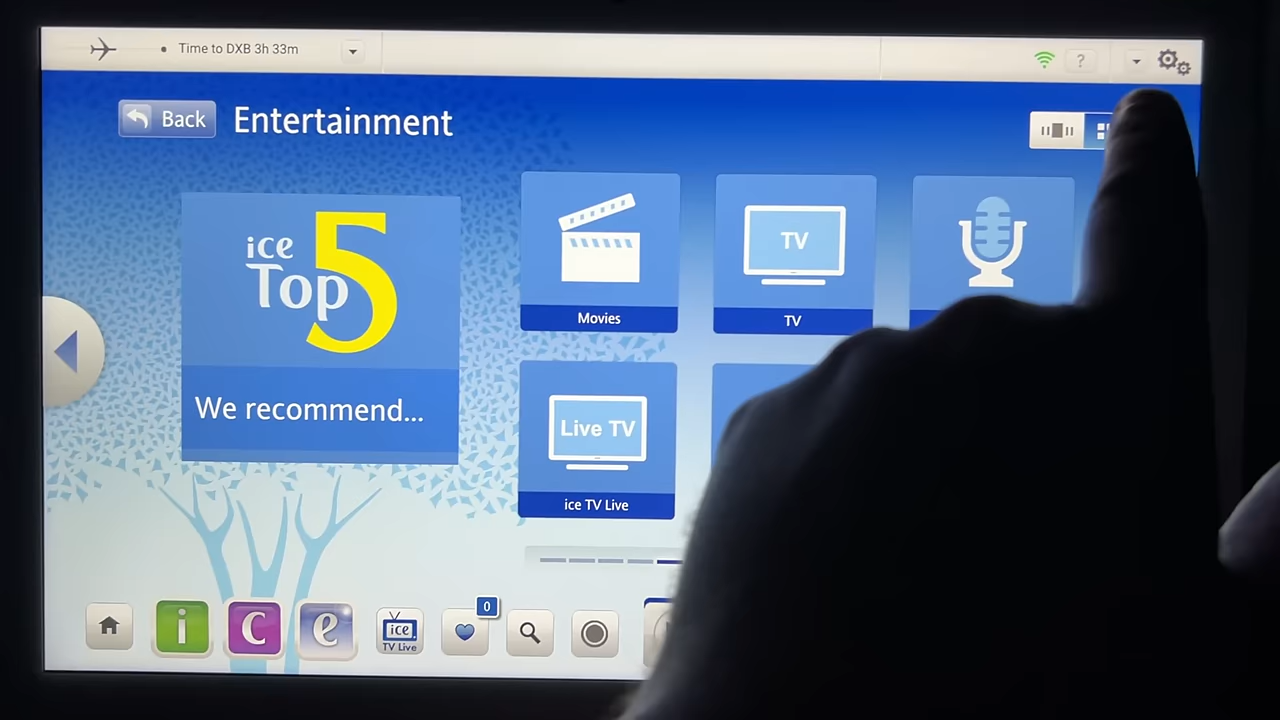 Time to DXB 3h 33m
?
Back
Entertainment
ice
Top 5
We recommend...
Movies
TV
TV
Live TV
ice TV Live
i
c
e
ice
TV Live
0